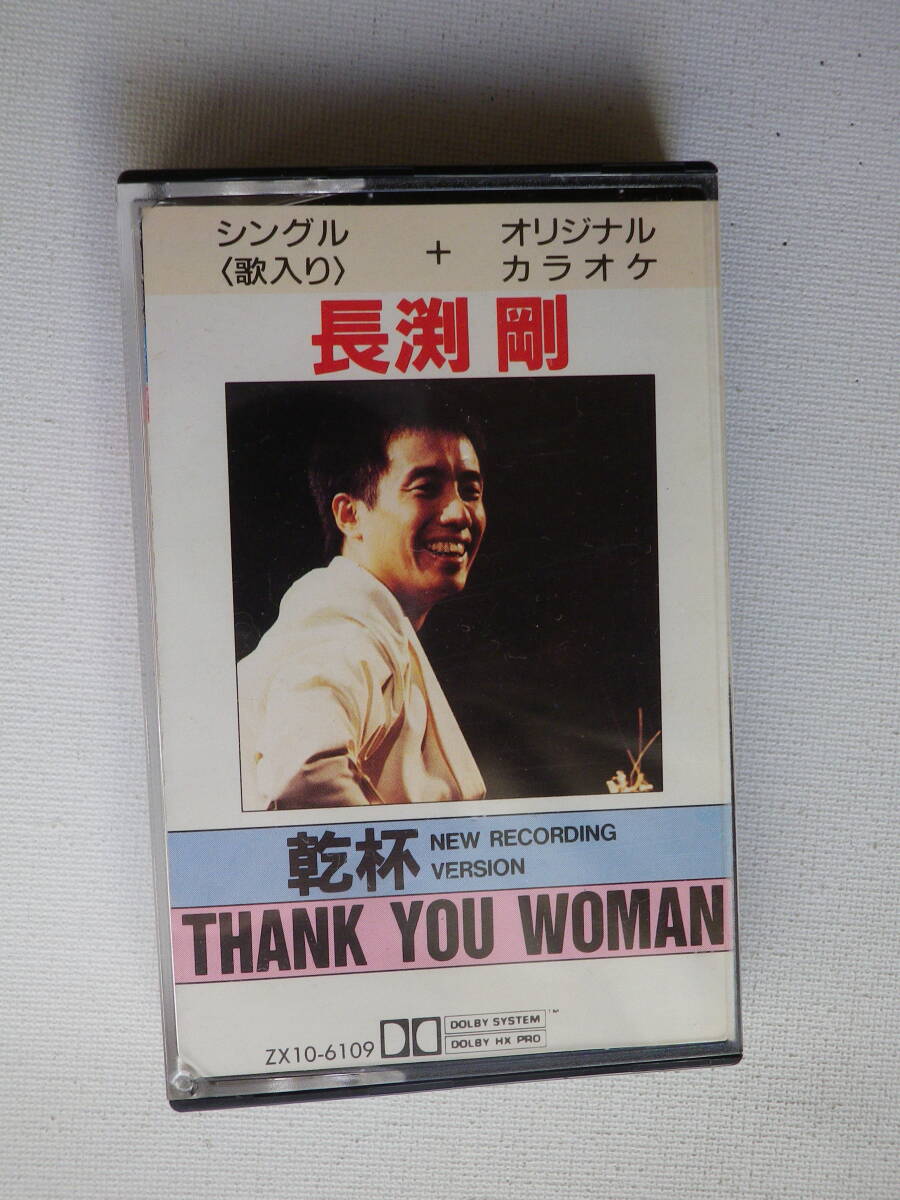 シングル
〈歌入り〉
+
オリジナル
カラオケ
長渕 剛
乾杯 NEW RECORDING
VERSION
THANK YOU WOMAN
ZX10-6109
DOLBY SYSTEM ™
DOLBY HX PRO